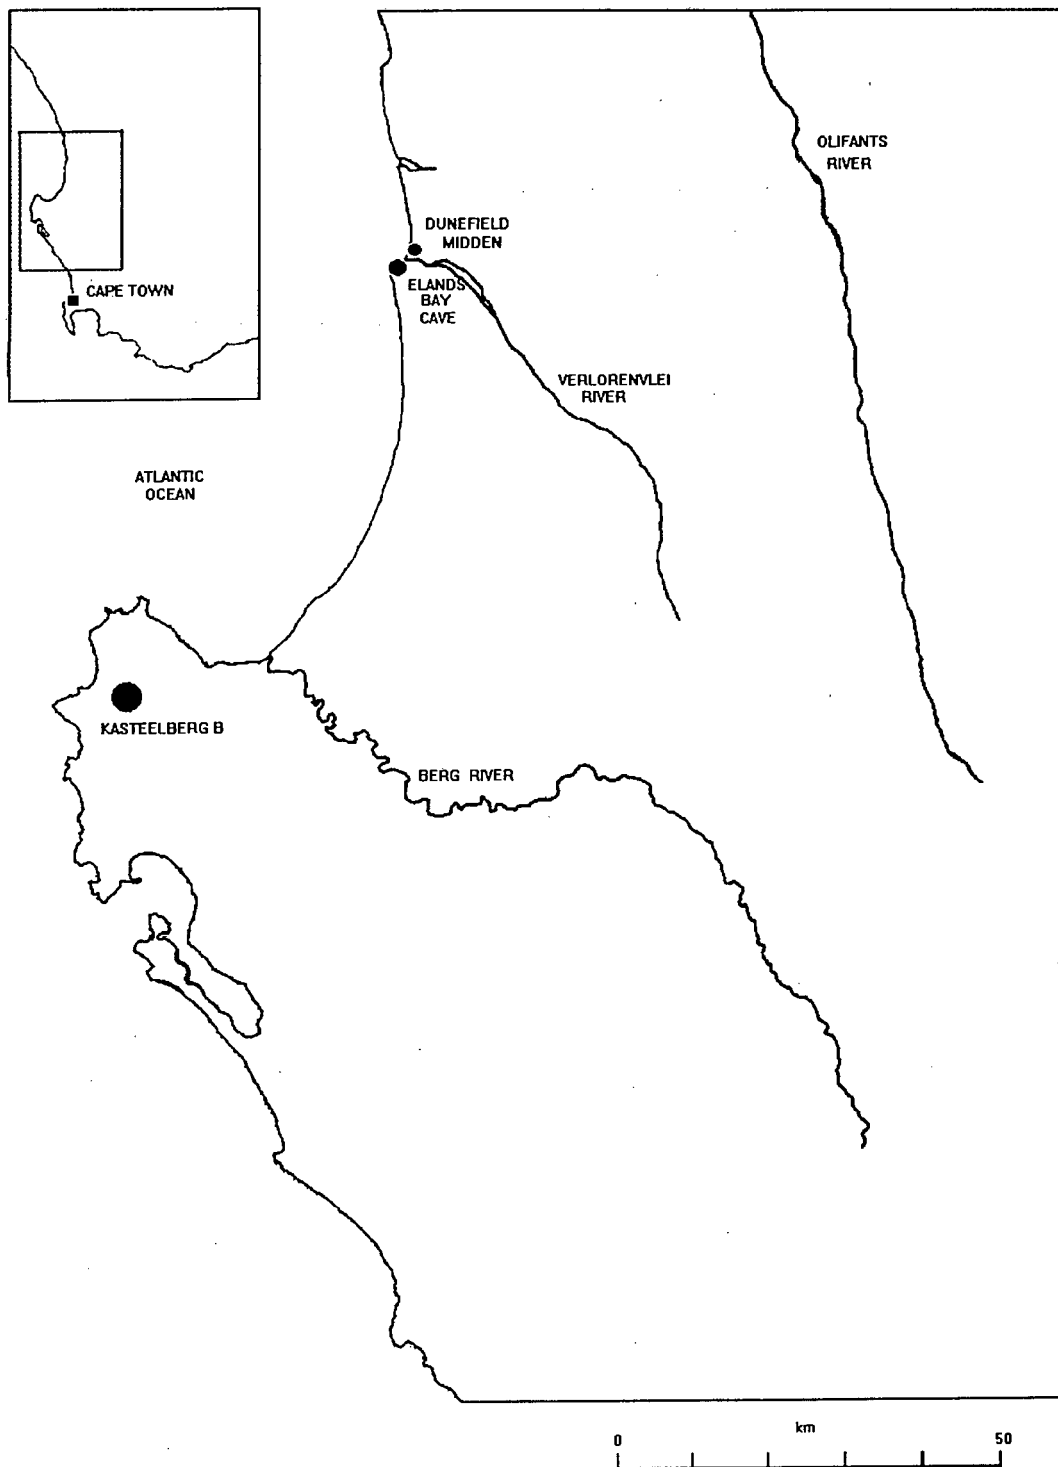 CAPE TOWN
OLIFANTS
RIVER
DUNEFIELD
MIDDEN
ELANDS
BAY
CAVE
VERLORENVLEI
RIVER
ATLANTIC
OCEAN
KASTEELBERG B
BERG RIVER
km
0 50